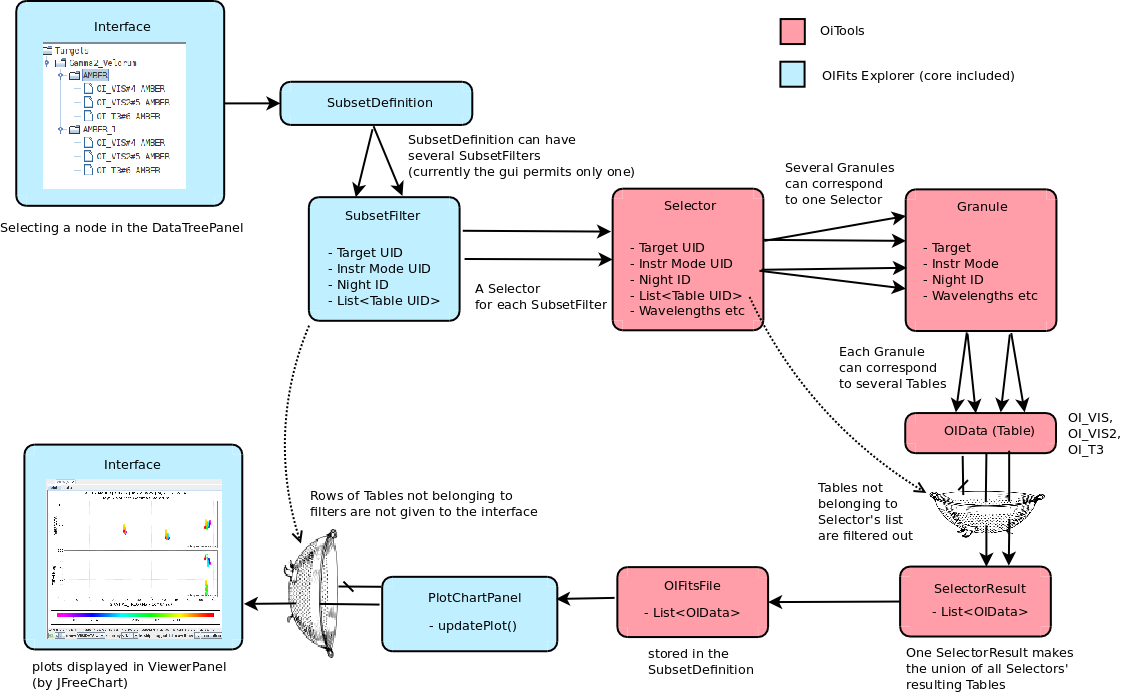 Interface
Targets
Gamma2_Velorum
AMBER
OI_VIS#4 AMBER
OI_VIS2#5 AMBER
OI_T3#6 AMBER
AMBER_1
OI_VIS#4 AMBER
OI_VIS2#5 AMBER
OI_T3#6 AMBER
Selecting a node in the DataTreePanel
SubsetDefinition
SubsetDefinition can have
several SubsetFilters
(currently the gui permits only one)
OiTools
OIFits Explorer (core included)
SubsetFilter
- Target UID
- Instr Mode UID
- Night ID
- List<Table UID>
A Selector
for each SubsetFilter
Selector
- Target UID
- Instr Mode UID
- Night ID
- List<Table UID>
- Wavelengths etc
Several Granules
can correspond
to one Selector
Granule
- Target
- Instr Mode
- Night ID
- Wavelengths etc
Each Granule
can correspond
to several Tables
OIData (Table)
OI_VIS,
OI_VIS2,
OI_T3
Tables not
belonging to
Selector's list
are filtered out
SelectorResult
- List<OIData>
One SelectorResult makes
the union of all Selectors'
resulting Tables
OIFitsFile
- List<OIData>
stored in the
SubsetDefinition
PlotChartPanel
- updatePlot()
Rows of Tables not belonging to
filters are not given to the interface
Interface
plots displayed in ViewerPanel
(by JFreeChart)